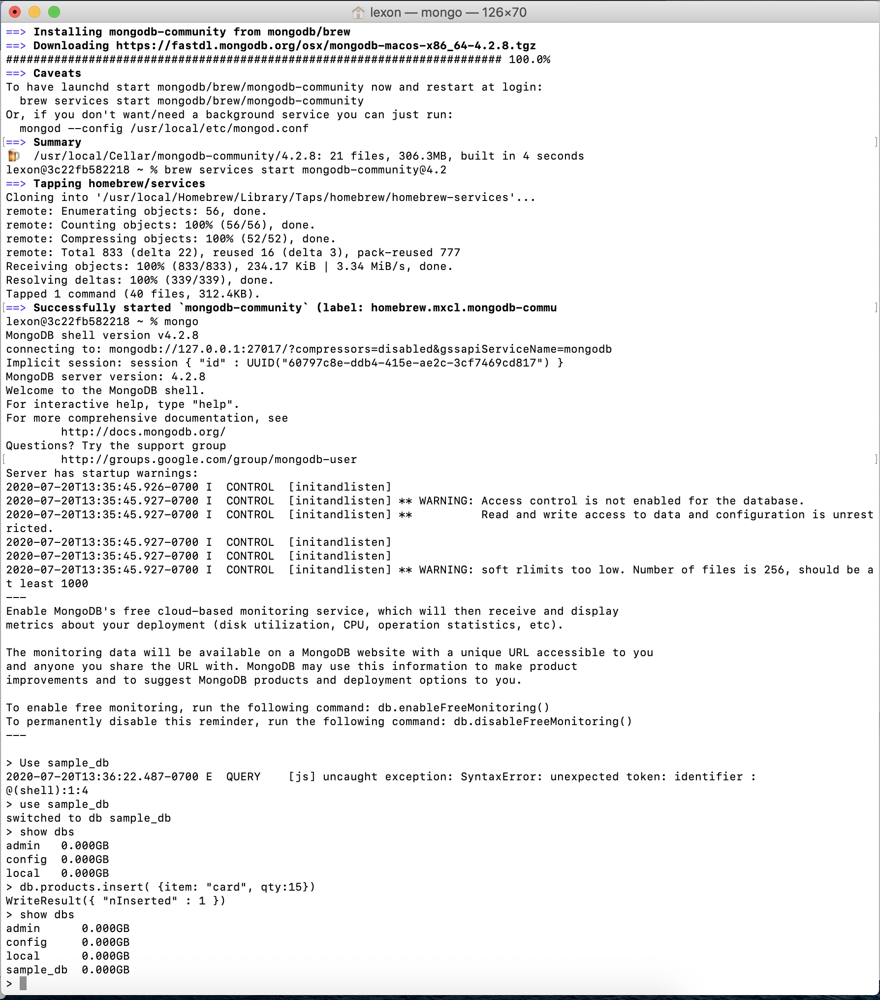 lexon — mongo — 126×70
==> Installing mongodb-community from mongodb/brew
==> Downloading https://fastdl.mongodb.org/osx/mongodb-macos-x86_64-4.2.8.tgz
######################################################################## 100.0%
==> Caveats
To have launchd start mongodb/brew/mongodb-community now and restart at login:
  brew services start mongodb/brew/mongodb-community
Or, if you don't want/need a background service you can just run:
  mongod --config /usr/local/etc/mongod.conf
[==> Summary ]
🍺  /usr/local/Cellar/mongodb-community/4.2.8: 21 files, 306.3MB, built in 4 seconds
lexon@3c22fb582218 ~ % brew services start mongodb-community@4.2
==> Tapping homebrew/services
Cloning into '/usr/local/Homebrew/Library/Taps/homebrew/homebrew-services'...
remote: Enumerating objects: 56, done.
remote: Counting objects: 100% (56/56), done.
remote: Compressing objects: 100% (52/52), done.
remote: Total 833 (delta 22), reused 16 (delta 3), pack-reused 777
Receiving objects: 100% (833/833), 234.17 KiB | 3.34 MiB/s, done.
Resolving deltas: 100% (339/339), done.
Tapped 1 command (40 files, 312.4KB).
[==> Successfully started `mongodb-community` (label: homebrew.mxcl.mongodb-commu ]
lexon@3c22fb582218 ~ % mongo
MongoDB shell version v4.2.8
connecting to: mongodb://127.0.0.1:27017/?compressors=disabled&gssapiServiceName=mongodb
Implicit session: session { "id" : UUID("60797c8e-ddb4-415e-ae2c-3cf7469cd817") }
MongoDB server version: 4.2.8
Welcome to the MongoDB shell.
For interactive help, type "help".
For more comprehensive documentation, see
        http://docs.mongodb.org/
Questions? Try the support group
[        http://groups.google.com/group/mongodb-user ]
Server has startup warnings:
2020-07-20T13:35:45.926-0700 I  CONTROL  [initandlisten]
2020-07-20T13:35:45.927-0700 I  CONTROL  [initandlisten] ** WARNING: Access control is not enabled for the database.
2020-07-20T13:35:45.927-0700 I  CONTROL  [initandlisten] **          Read and write access to data and configuration is unrest
ricted.
2020-07-20T13:35:45.927-0700 I  CONTROL  [initandlisten]
2020-07-20T13:35:45.927-0700 I  CONTROL  [initandlisten]
2020-07-20T13:35:45.927-0700 I  CONTROL  [initandlisten] ** WARNING: soft rlimits too low. Number of files is 256, should be a
t least 1000
---
Enable MongoDB's free cloud-based monitoring service, which will then receive and display
metrics about your deployment (disk utilization, CPU, operation statistics, etc).

The monitoring data will be available on a MongoDB website with a unique URL accessible to you
and anyone you share the URL with. MongoDB may use this information to make product
improvements and to suggest MongoDB products and deployment options to you.

To enable free monitoring, run the following command: db.enableFreeMonitoring()
To permanently disable this reminder, run the following command: db.disableFreeMonitoring()
---

> Use sample_db
2020-07-20T13:36:22.487-0700 E  QUERY    [js] uncaught exception: SyntaxError: unexpected token: identifier :
@(shell):1:4
> use sample_db
switched to db sample_db
> show dbs
admin   0.000GB
config  0.000GB
local   0.000GB
> db.products.insert( {item: "card", qty:15})
WriteResult({ "nInserted" : 1 })
> show dbs
admin      0.000GB
config     0.000GB
local      0.000GB
sample_db  0.000GB
>